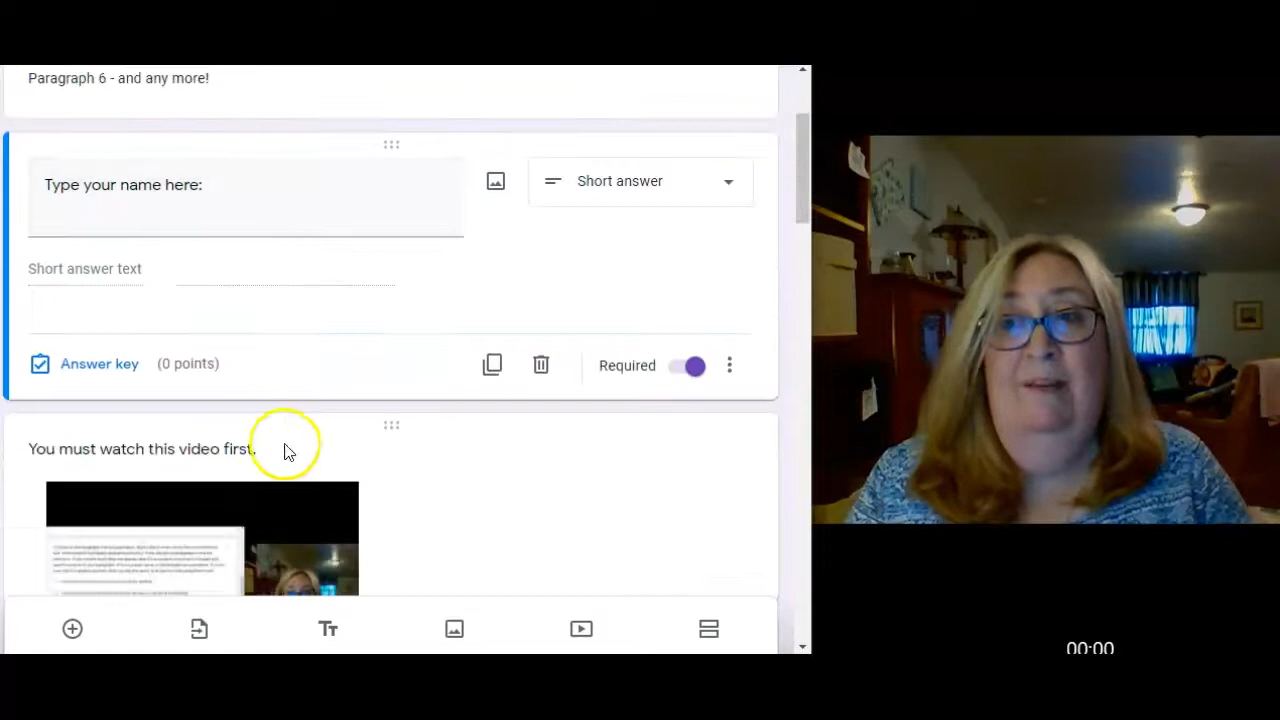 Paragraph 6 - and any more!
Type your name here:
Short answer
Short answer text
Answer key (0 points)
Required
You must watch this video first.
00:00